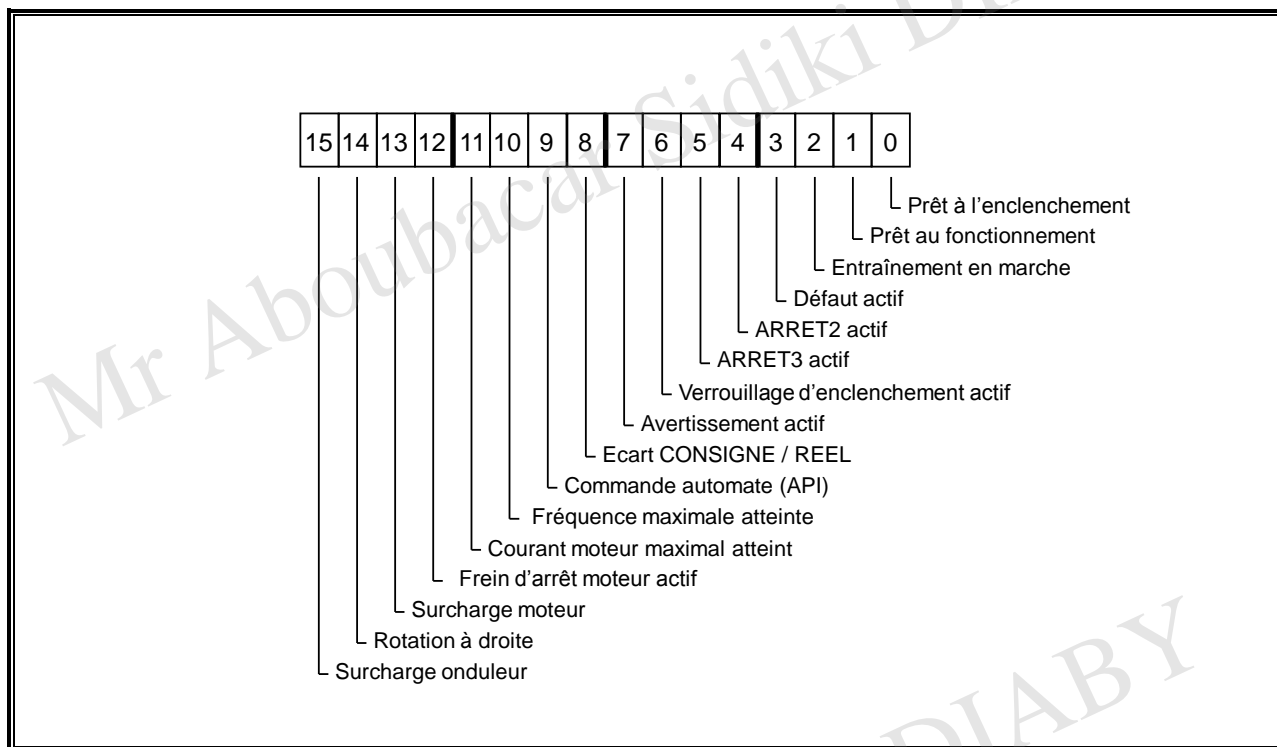 Mr Aboubacar Sidiki
15 14 13 12 11 10 9 8 7 6 5 4 3 2 1 0
Prêt à l'enclenchement
Prêt au fonctionnement
Entraînement en marche
Défaut actif
ARRET2 actif
ARRET3 actif
Verrouillage d'enclenchement actif
Avertissement actif
Ecart CONSIGNE / REEL
Commande automate (API)
Fréquence maximale atteinte
Courant moteur maximal atteint
Frein d'arrêt moteur actif
Surcharge moteur
Rotation à droite
Surcharge onduleur
DIABY